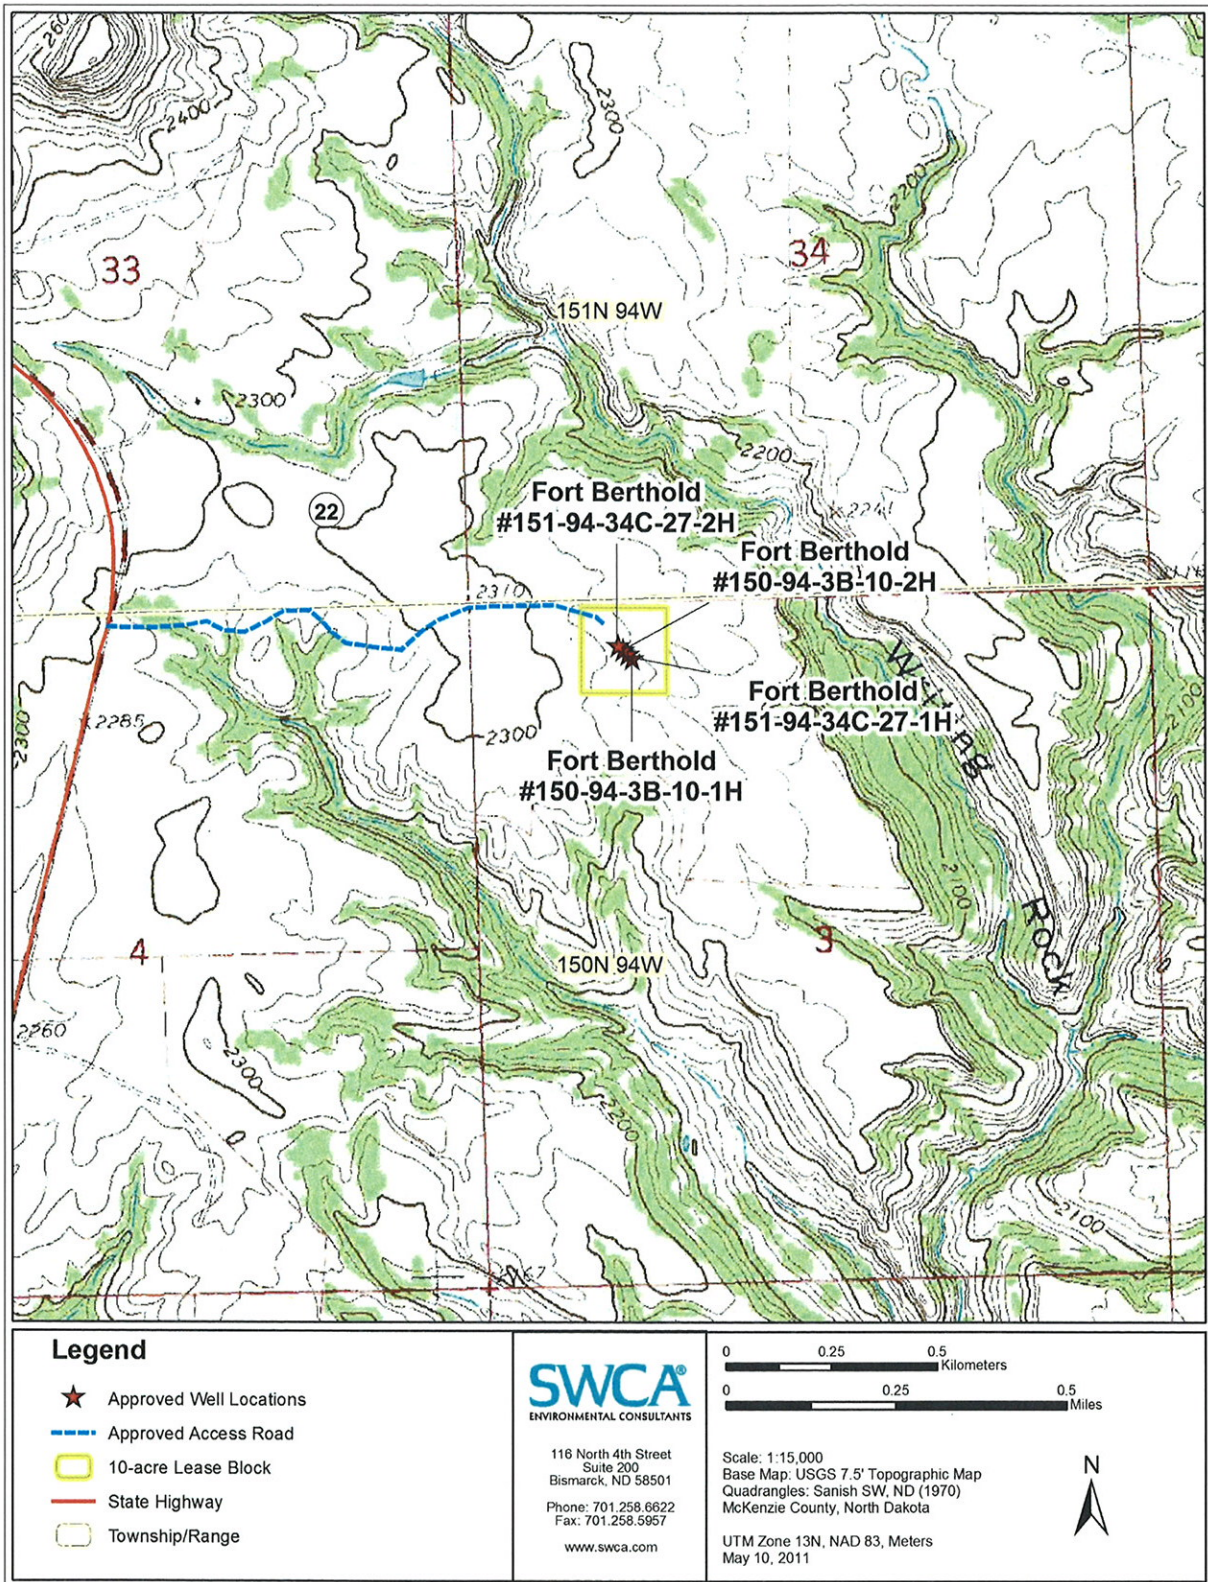 260
2400
2300
2200
33
34
151N 94W
2300
2200
22
224
Fort Berthold
#151-94-34C-27-2H
Fort Berthold
#150-94-3B-10-2H
2310
Fort Berthold
#151-94-34C-27-1H
2300
2285
2300
2100
Fort Berthold
#150-94-3B-10-1H
2100
Rock
4
3
150N 94W
2260
2300
2200
2100
Legend
Approved Well Locations
Approved Access Road
10-acre Lease Block
State Highway
Township/Range
SWCA®
ENVIRONMENTAL CONSULTANTS
116 North 4th Street
Suite 200
Bismarck, ND 58501
Phone: 701.258.6622
Fax: 701.258.5957
www.swca.com
0 0.25 0.5
Kilometers
0 0.25 0.5
Miles
Scale: 1:15,000
Base Map: USGS 7.5' Topographic Map
Quadrangles: Sanish SW, ND (1970)
McKenzie County, North Dakota
UTM Zone 13N, NAD 83, Meters
May 10, 2011
N